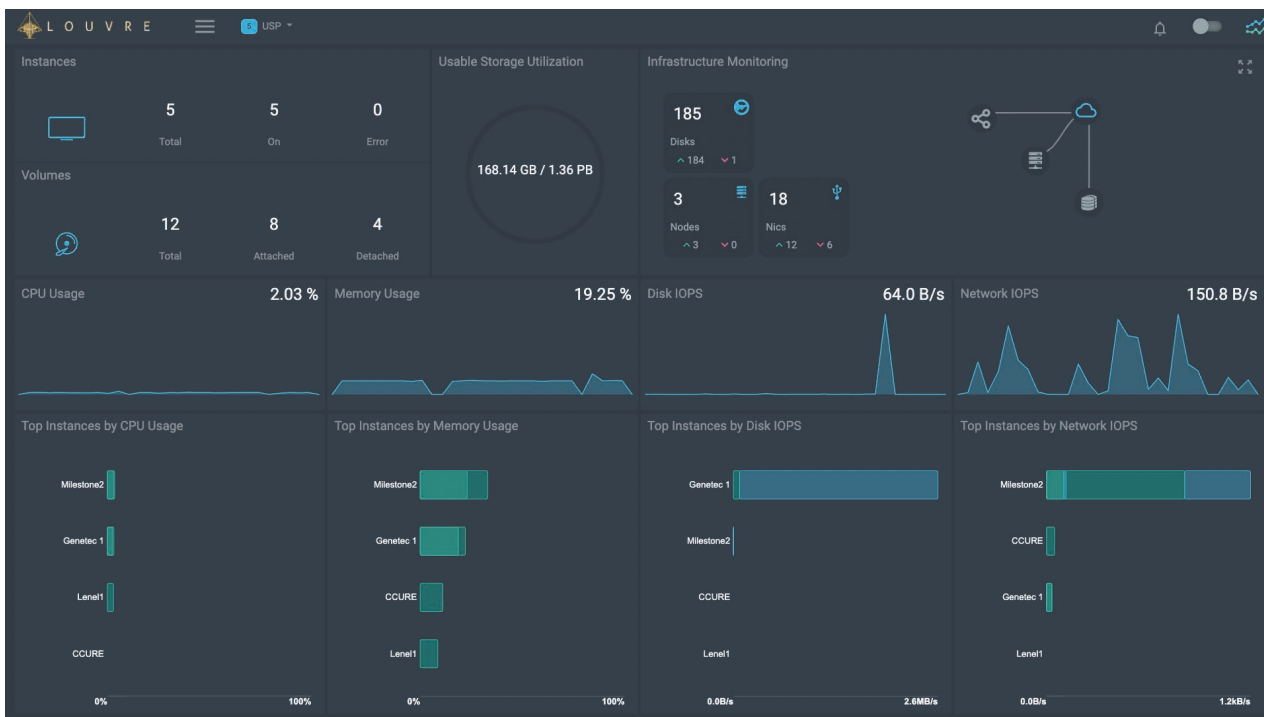 LOUVRE
5 USP
Instances
5 5 0
Total On Error
Volumes
12 8 4
Total Attached Detached
Usable Storage Utilization
168.14 GB / 1.36 PB
Infrastructure Monitoring
185
Disks
184 1
3
Nodes
3 0
18
Nics
12 6
CPU Usage 2.03 %
Memory Usage 19.25 %
Disk IOPS 64.0 B/s
Network IOPS 150.8 B/s
Top Instances by CPU Usage
Milestone2
Genetec 1
Lenel1
CCURE
0% 100%
Top Instances by Memory Usage
Milestone2
Genetec 1
CCURE
Lenel1
0% 100%
Top Instances by Disk IOPS
Genetec 1
Milestone2
CCURE
Lenel1
0.0B/s 2.6MB/s
Top Instances by Network IOPS
Milestone2
CCURE
Genetec 1
Lenel1
0.0B/s 1.2kB/s